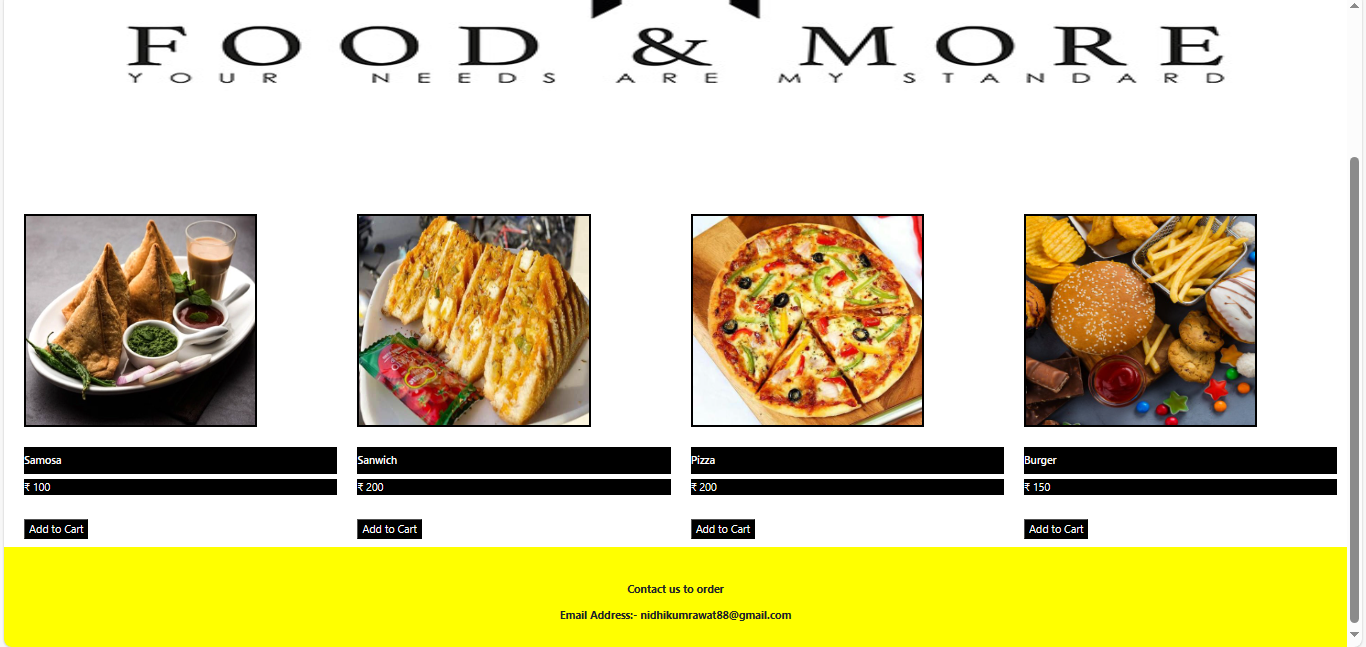 FOOD & MORE
YOUR NEEDS ARE MY STANDARD
Samosa
₹ 100
Add to Cart
Sanwich
₹ 200
Add to Cart
Pizza
₹ 200
Add to Cart
Burger
₹ 150
Add to Cart
Contact us to order
Email Address:- nidhikumrawat88@gmail.com